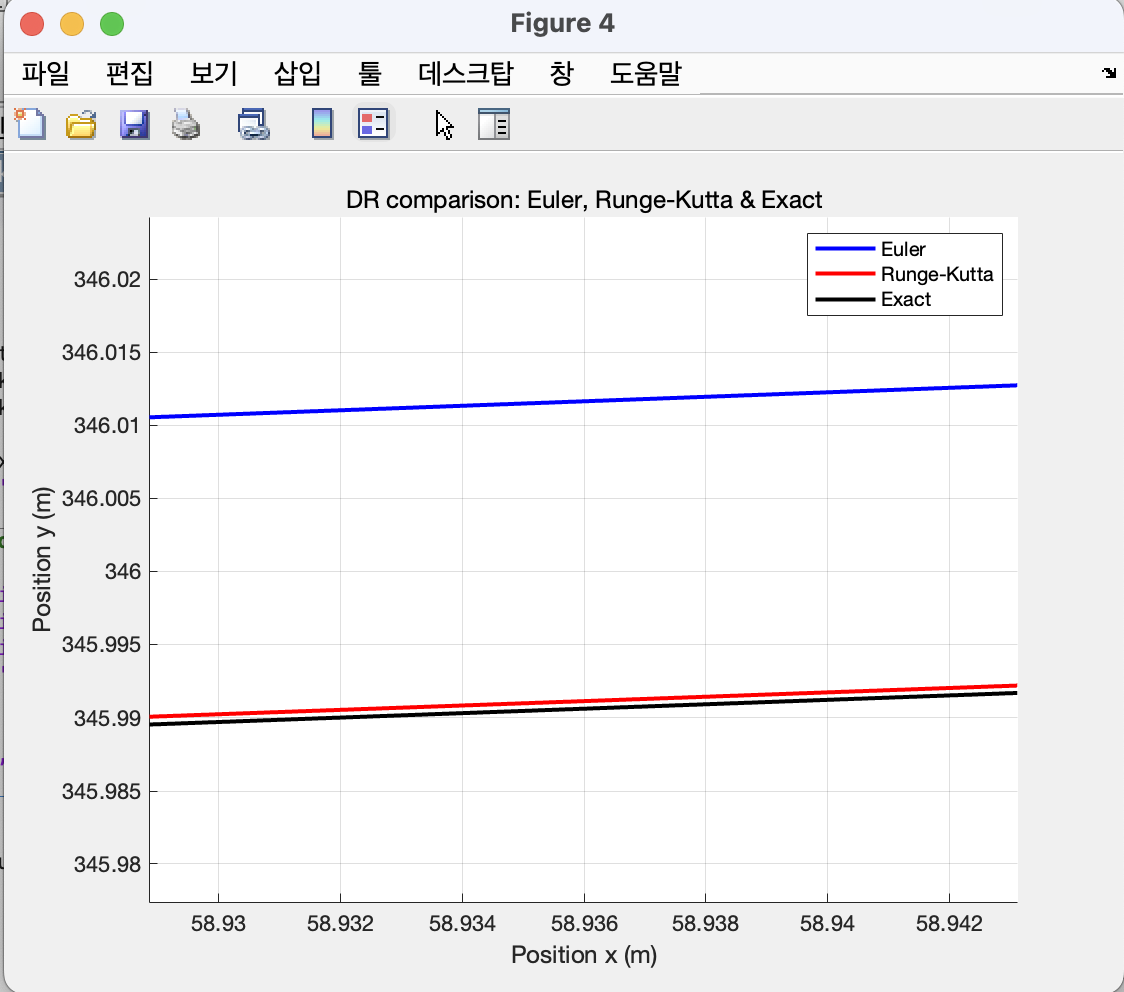 Figure 4
파일 편집 보기 삽입 툴 데스크탑 창 도움말
DR comparison: Euler, Runge-Kutta & Exact
Euler
Runge-Kutta
Exact
Position y (m)
346.02
346.015
346.01
346.005
346
345.995
345.99
345.985
345.98
58.93 58.932 58.934 58.936 58.938 58.94 58.942
Position x (m)